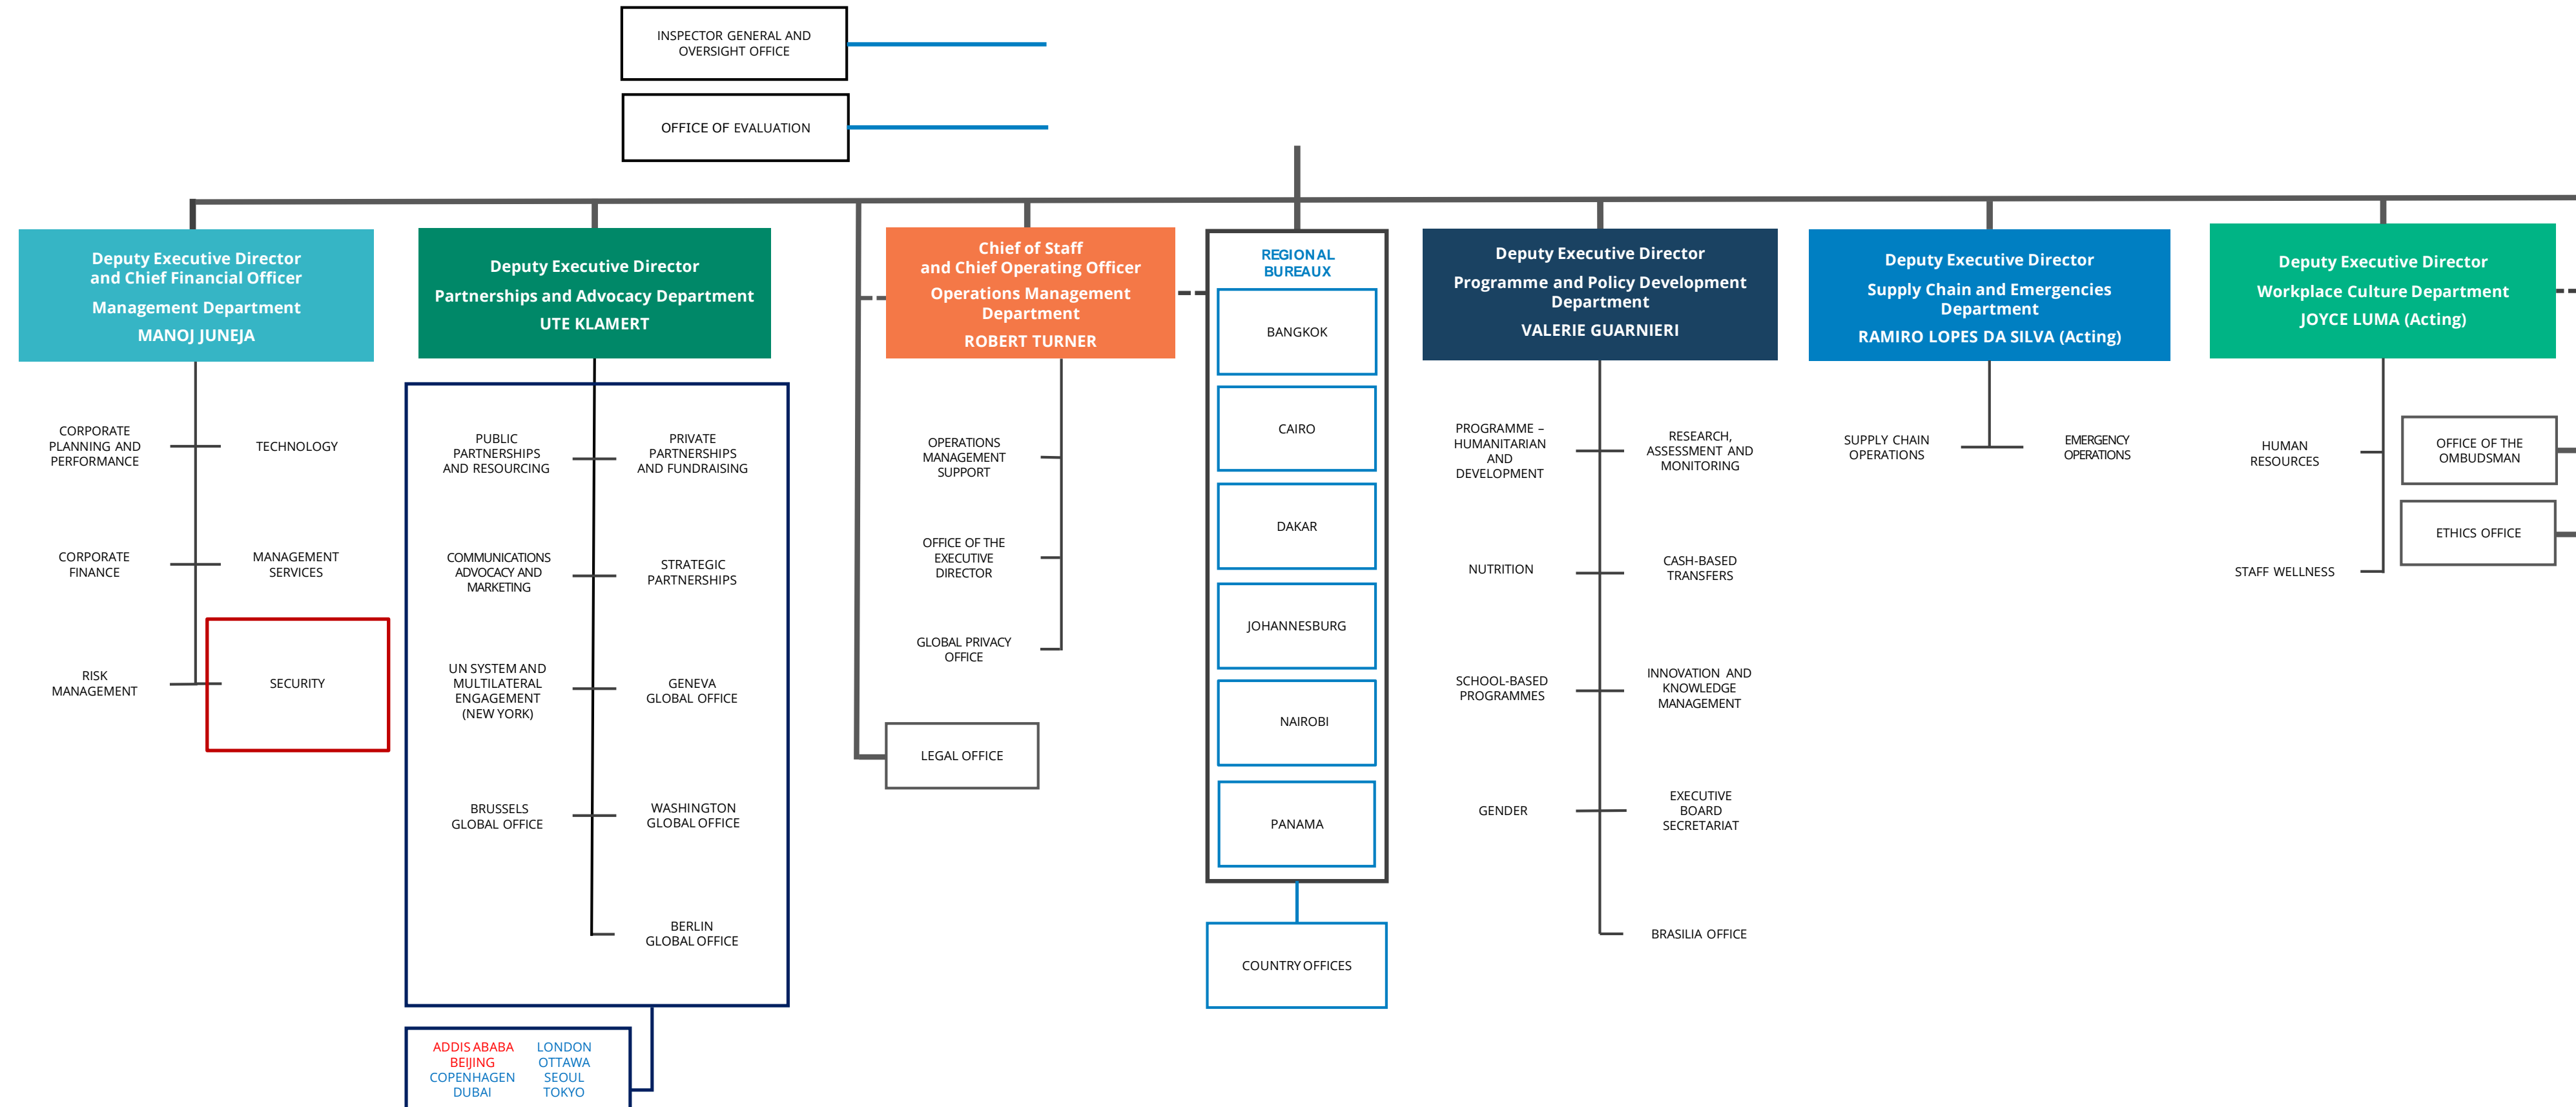 INSPECTOR GENERAL AND
OVERSIGHT OFFICE
OFFICE OF EVALUATION
Deputy Executive Director
and Chief Financial Officer
Management Department
MANOJ JUNEJA
CORPORATE
PLANNING AND
PERFORMANCE
TECHNOLOGY
CORPORATE
FINANCE
MANAGEMENT
SERVICES
RISK
MANAGEMENT
SECURITY
Deputy Executive Director
Partnerships and Advocacy Department
UTE KLAMERT
PUBLIC
PARTNERSHIPS
AND RESOURCING
PRIVATE
PARTNERSHIPS
AND FUNDRAISING
COMMUNICATIONS
ADVOCACY AND
MARKETING
STRATEGIC
PARTNERSHIPS
UN SYSTEM AND
MULTILATERAL
ENGAGEMENT
(NEW YORK)
GENEVA
GLOBAL OFFICE
BRUSSELS
GLOBAL OFFICE
WASHINGTON
GLOBAL OFFICE
BERLIN
GLOBAL OFFICE
ADDIS ABABA
BEIJING
COPENHAGEN
DUBAI
LONDON
OTTAWA
SEOUL
TOKYO
Chief of Staff
and Chief Operating Officer
Operations Management
Department
ROBERT TURNER
OPERATIONS
MANAGEMENT
SUPPORT
OFFICE OF THE
EXECUTIVE
DIRECTOR
GLOBAL PRIVACY
OFFICE
LEGAL OFFICE
REGIONAL
BUREAUX
BANGKOK
CAIRO
DAKAR
JOHANNESBURG
NAIROBI
PANAMA
COUNTRY OFFICES
Deputy Executive Director
Programme and Policy Development
Department
VALERIE GUARNIERI
PROGRAMME –
HUMANITARIAN
AND
DEVELOPMENT
RESEARCH,
ASSESSMENT AND
MONITORING
NUTRITION
CASH-BASED
TRANSFERS
SCHOOL-BASED
PROGRAMMES
INNOVATION AND
KNOWLEDGE
MANAGEMENT
GENDER
EXECUTIVE
BOARD
SECRETARIAT
BRASILIA OFFICE
Deputy Executive Director
Supply Chain and Emergencies
Department
RAMIRO LOPES DA SILVA (Acting)
SUPPLY CHAIN
OPERATIONS
EMERGENCY
OPERATIONS
Deputy Executive Director
Workplace Culture Department
JOYCE LUMA (Acting)
HUMAN
RESOURCES
STAFF WELLNESS
OFFICE OF THE
OMBUDSMAN
ETHICS OFFICE